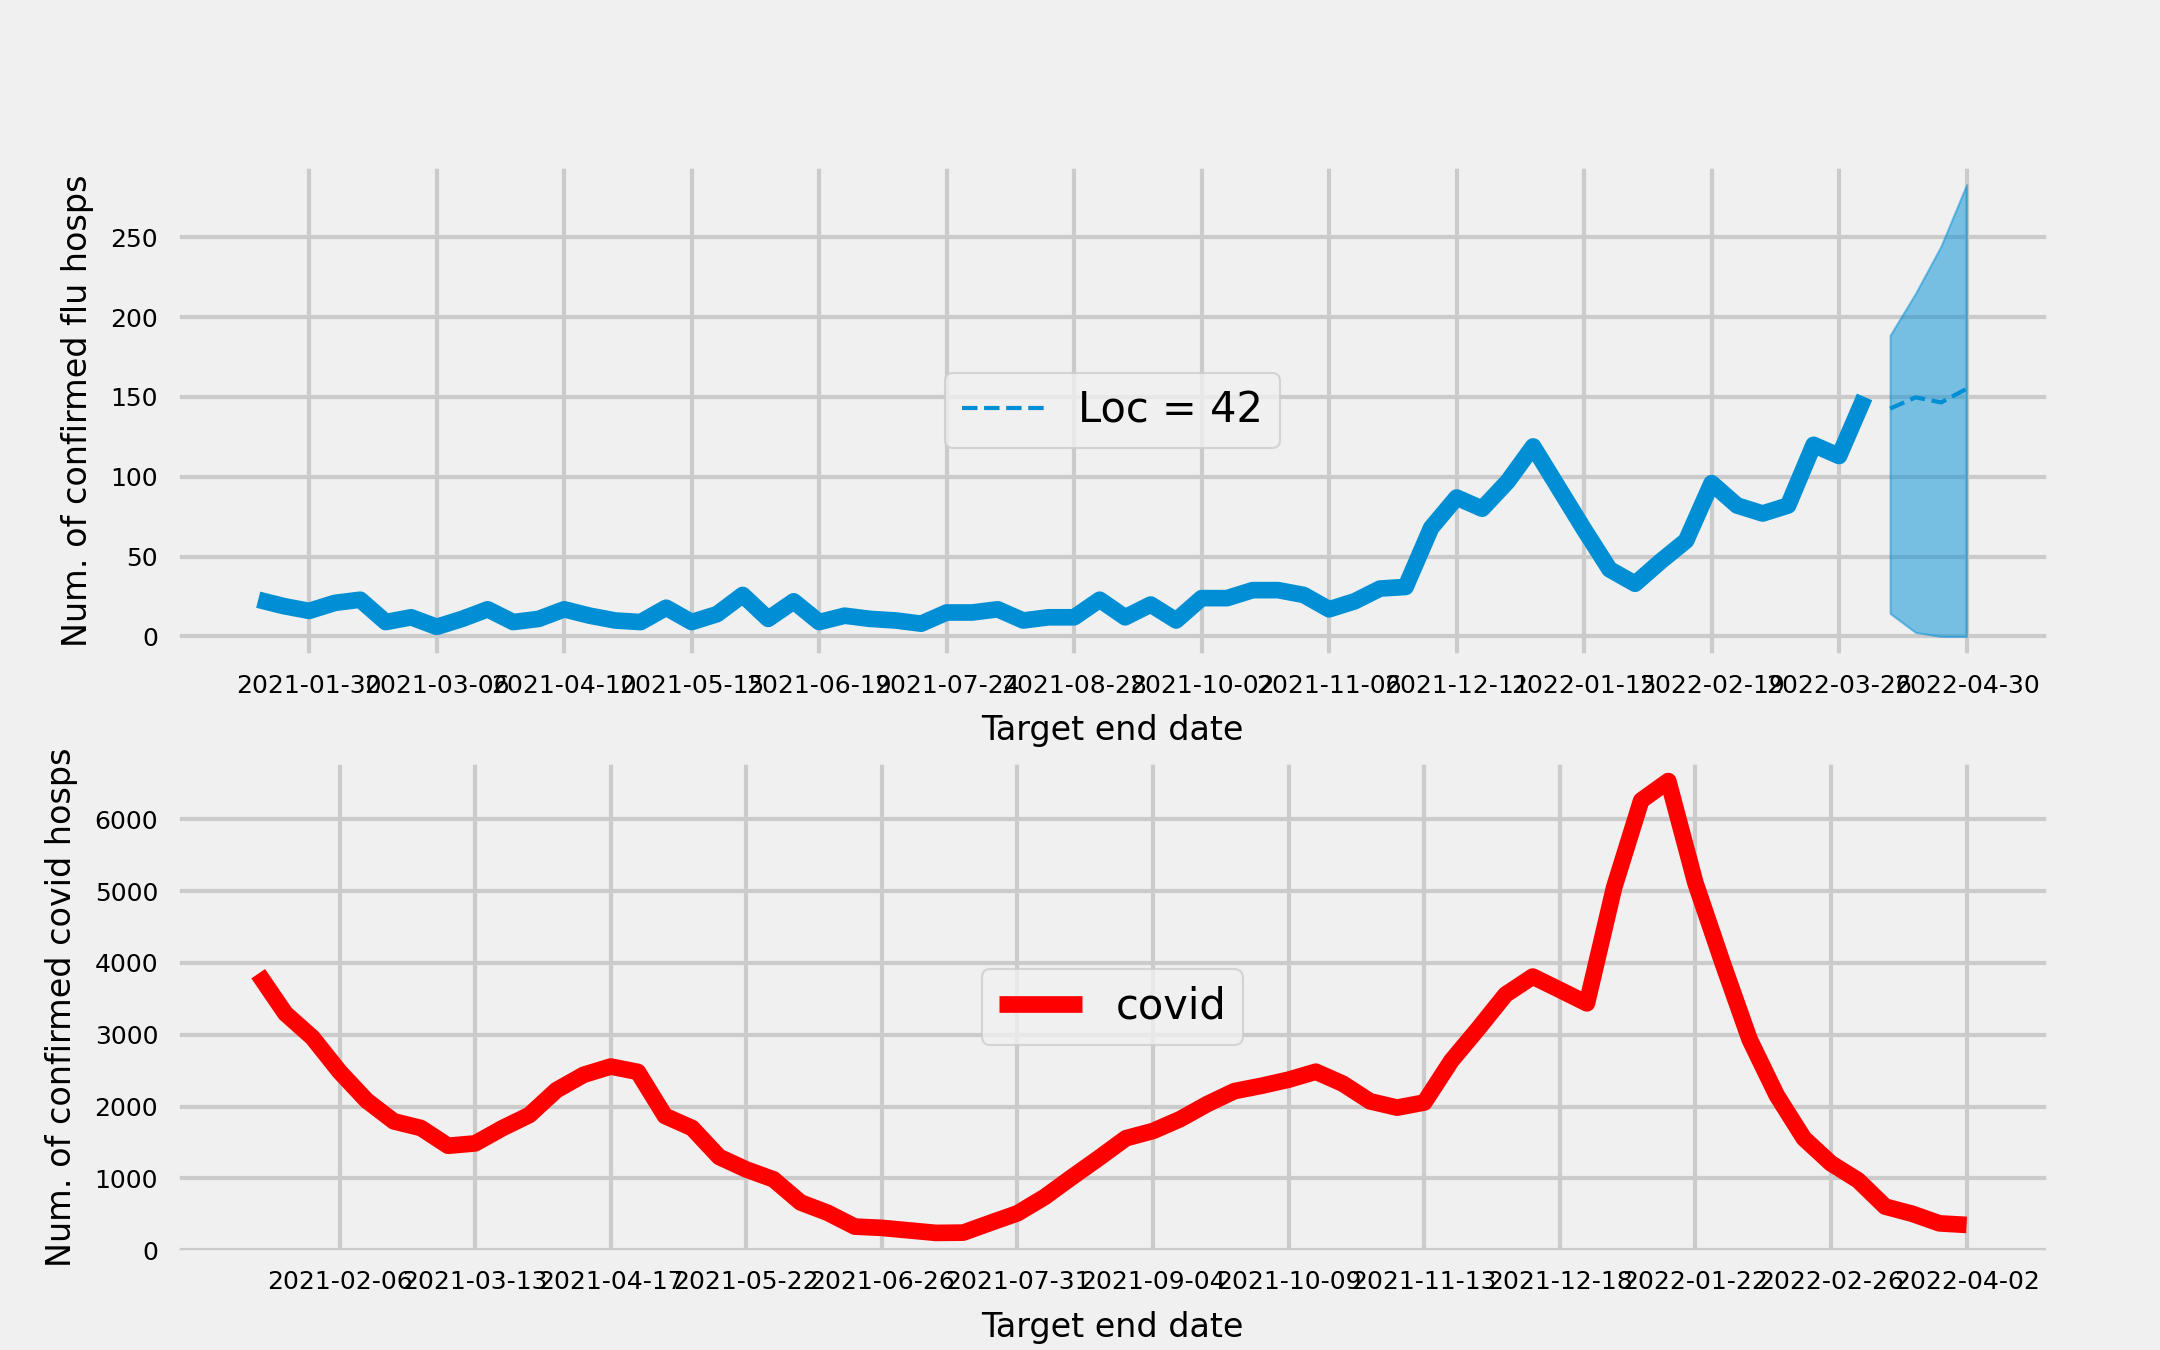 Num. of confirmed flu hosps
250
200
150
100
50
0
Loc = 42
2021-01-30 2021-03-06 2021-04-10 2021-05-15 2021-06-19 2021-07-24 2021-08-28 2021-10-02 2021-11-06 2021-12-11 2022-01-15 2022-02-19 2022-03-26 2022-04-30
Target end date
Num. of confirmed covid hosps
6000
5000
4000
3000
2000
1000
0
covid
2021-02-06 2021-03-13 2021-04-17 2021-05-22 2021-06-26 2021-07-31 2021-09-04 2021-10-09 2021-11-13 2021-12-18 2022-01-22 2022-02-26 2022-04-02
Target end date